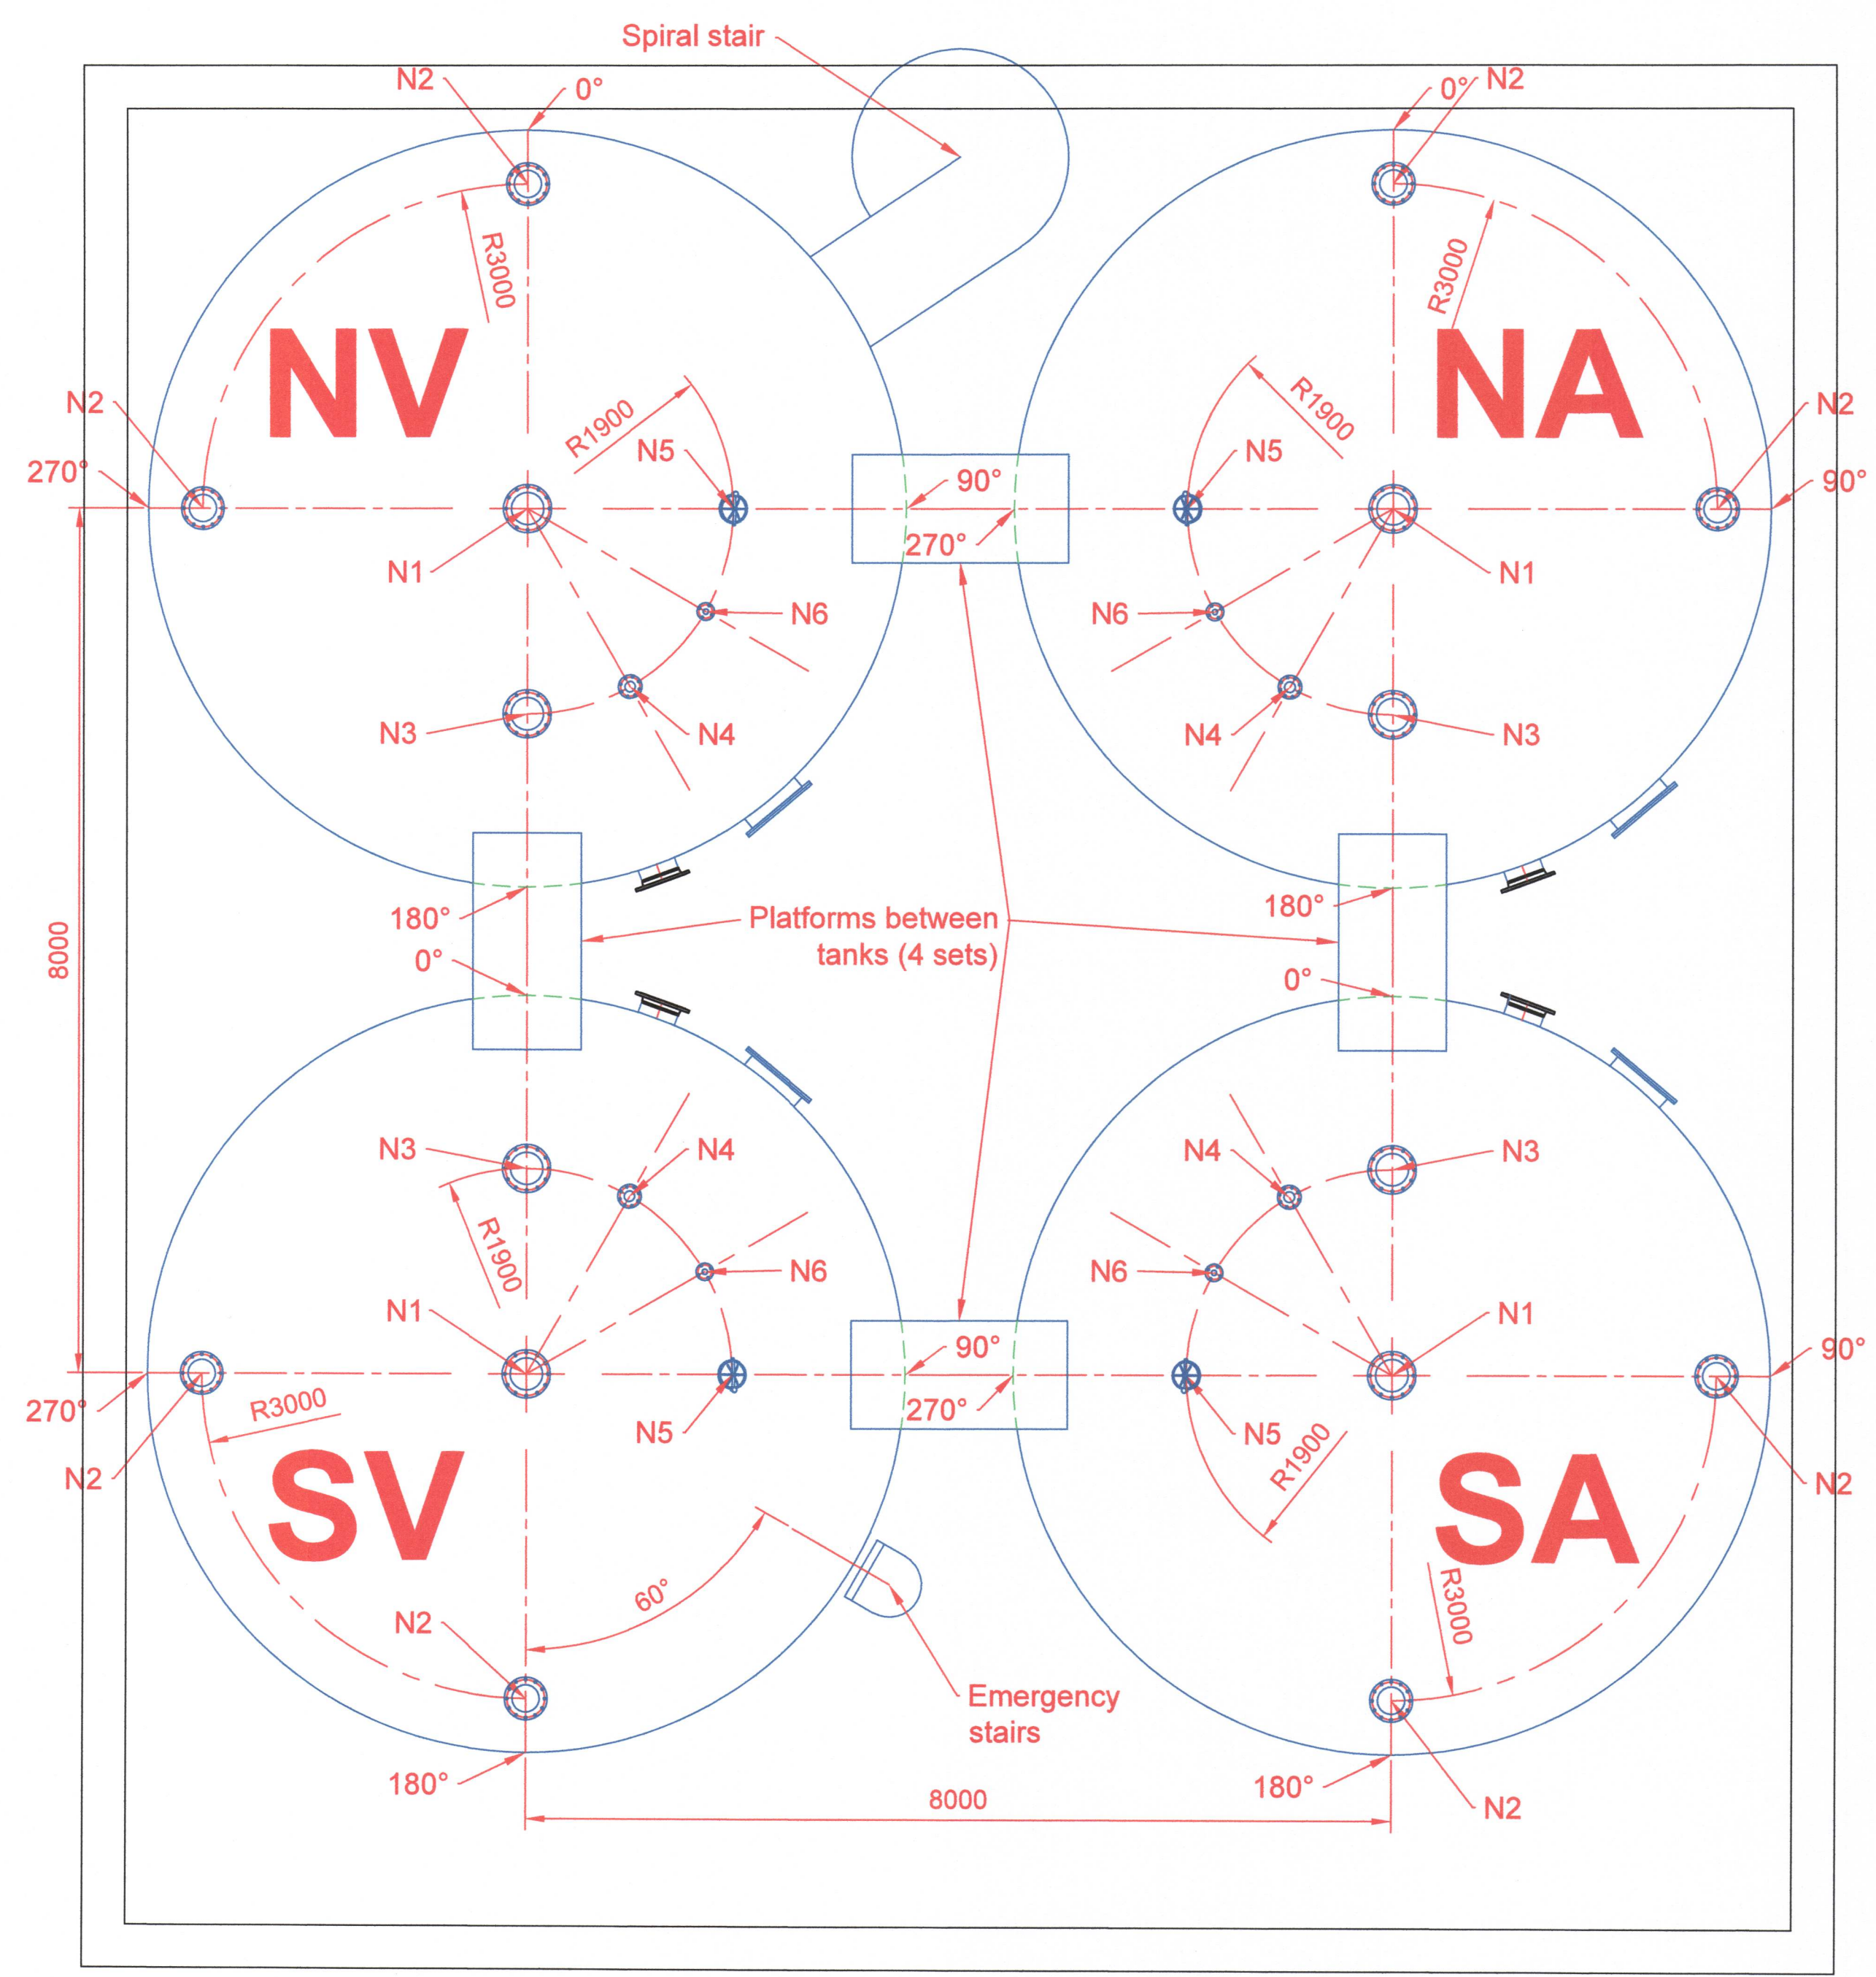 Spiral stair
N2
0°
0°
N2
R3000
R3000
NV
NA
N2
N2
R1900
R1900
270°
N5
N5
90°
90°
270°
N1
N1
N6
N6
N3
N4
N4
N3
180°
Platforms between
tanks (4 sets)
180°
8000
0°
0°
N3
N4
N4
N3
R1900
N6
N6
N1
N1
90°
90°
270°
R3000
270°
N5
N5
R1900
N2
N2
SV
SA
60°
R3000
N2
Emergency
stairs
180°
8000
180°
N2